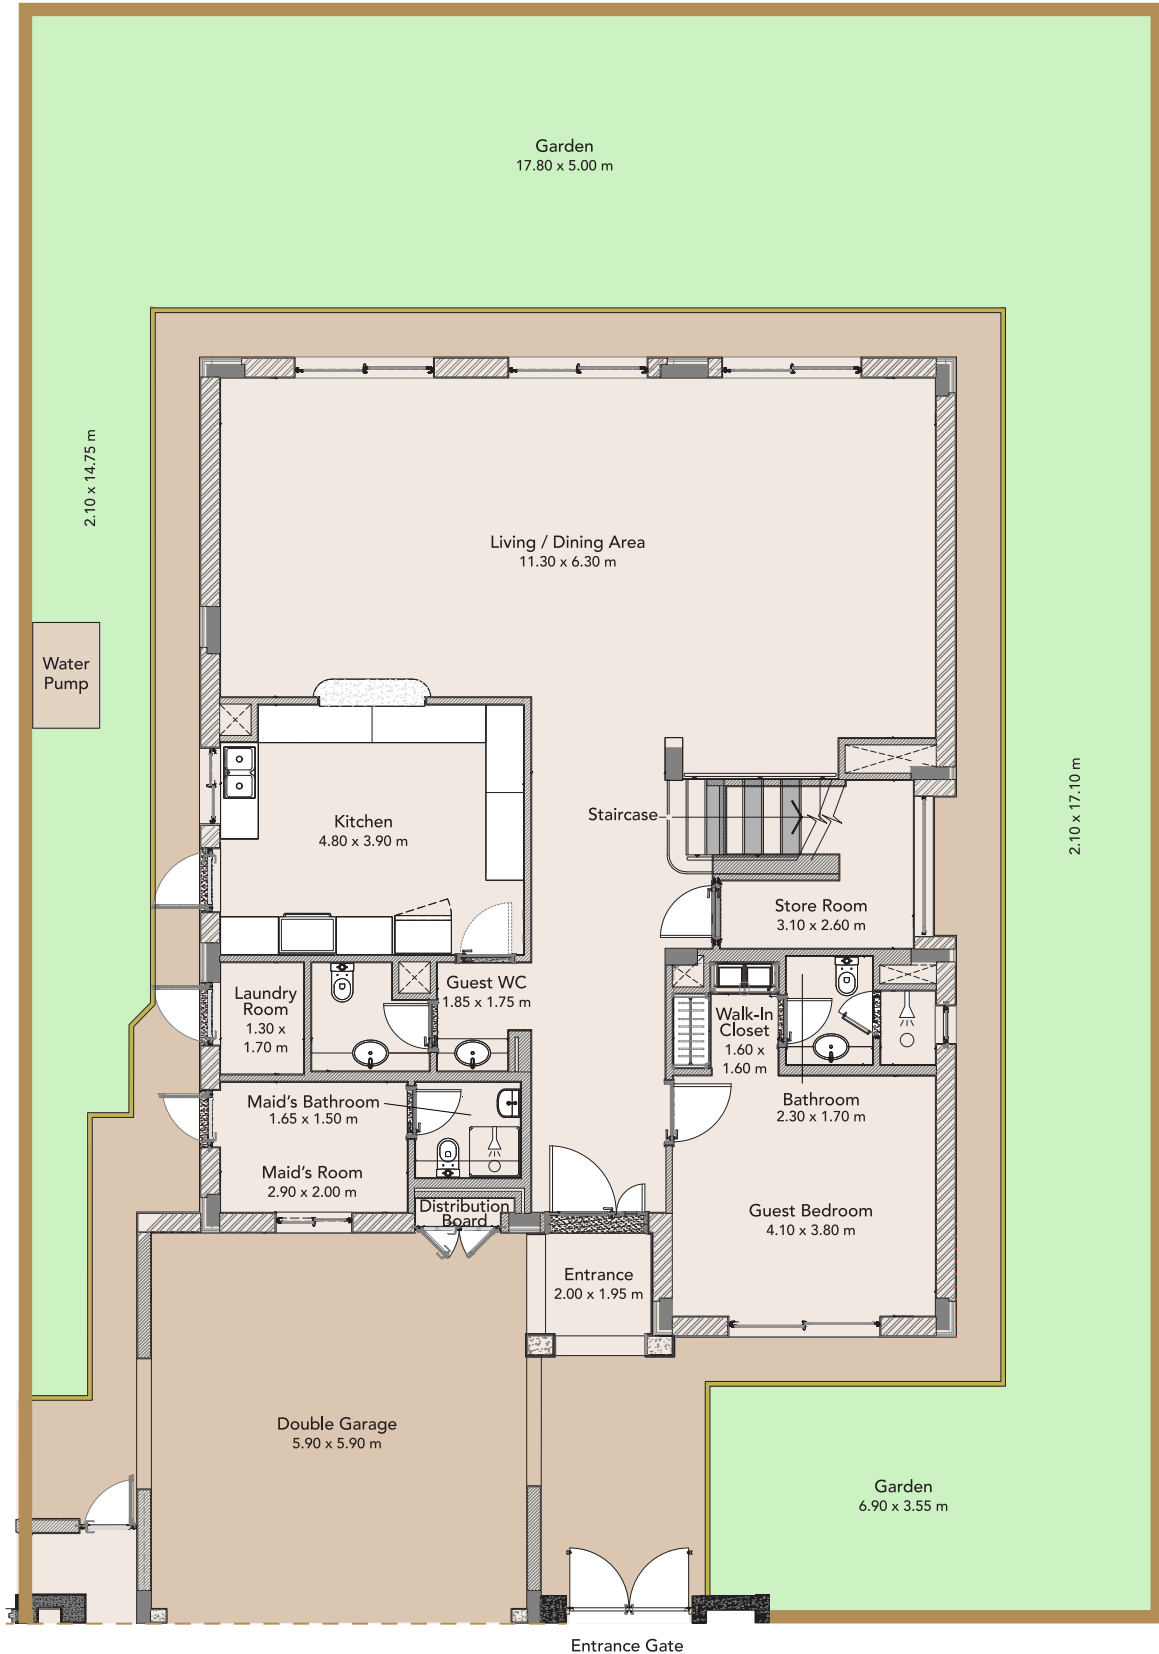 Garden
17.80 x 5.00 m
2.10 x 14.75 m
Living / Dining Area
11.30 x 6.30 m
Water
Pump
2.10 x 17.10 m
Staircase
Kitchen
4.80 x 3.90 m
Store Room
3.10 x 2.60 m
Guest WC
1.85 x 1.75 m
Laundry
Room
1.30 x
1.70 m
Walk-In
Closet
1.60 x
1.60 m
Maid's Bathroom
1.65 x 1.50 m
Bathroom
2.30 x 1.70 m
Maid's Room
2.90 x 2.00 m
Distribution
Board
Guest Bedroom
4.10 x 3.80 m
Entrance
2.00 x 1.95 m
Double Garage
5.90 x 5.90 m
Garden
6.90 x 3.55 m
Entrance Gate